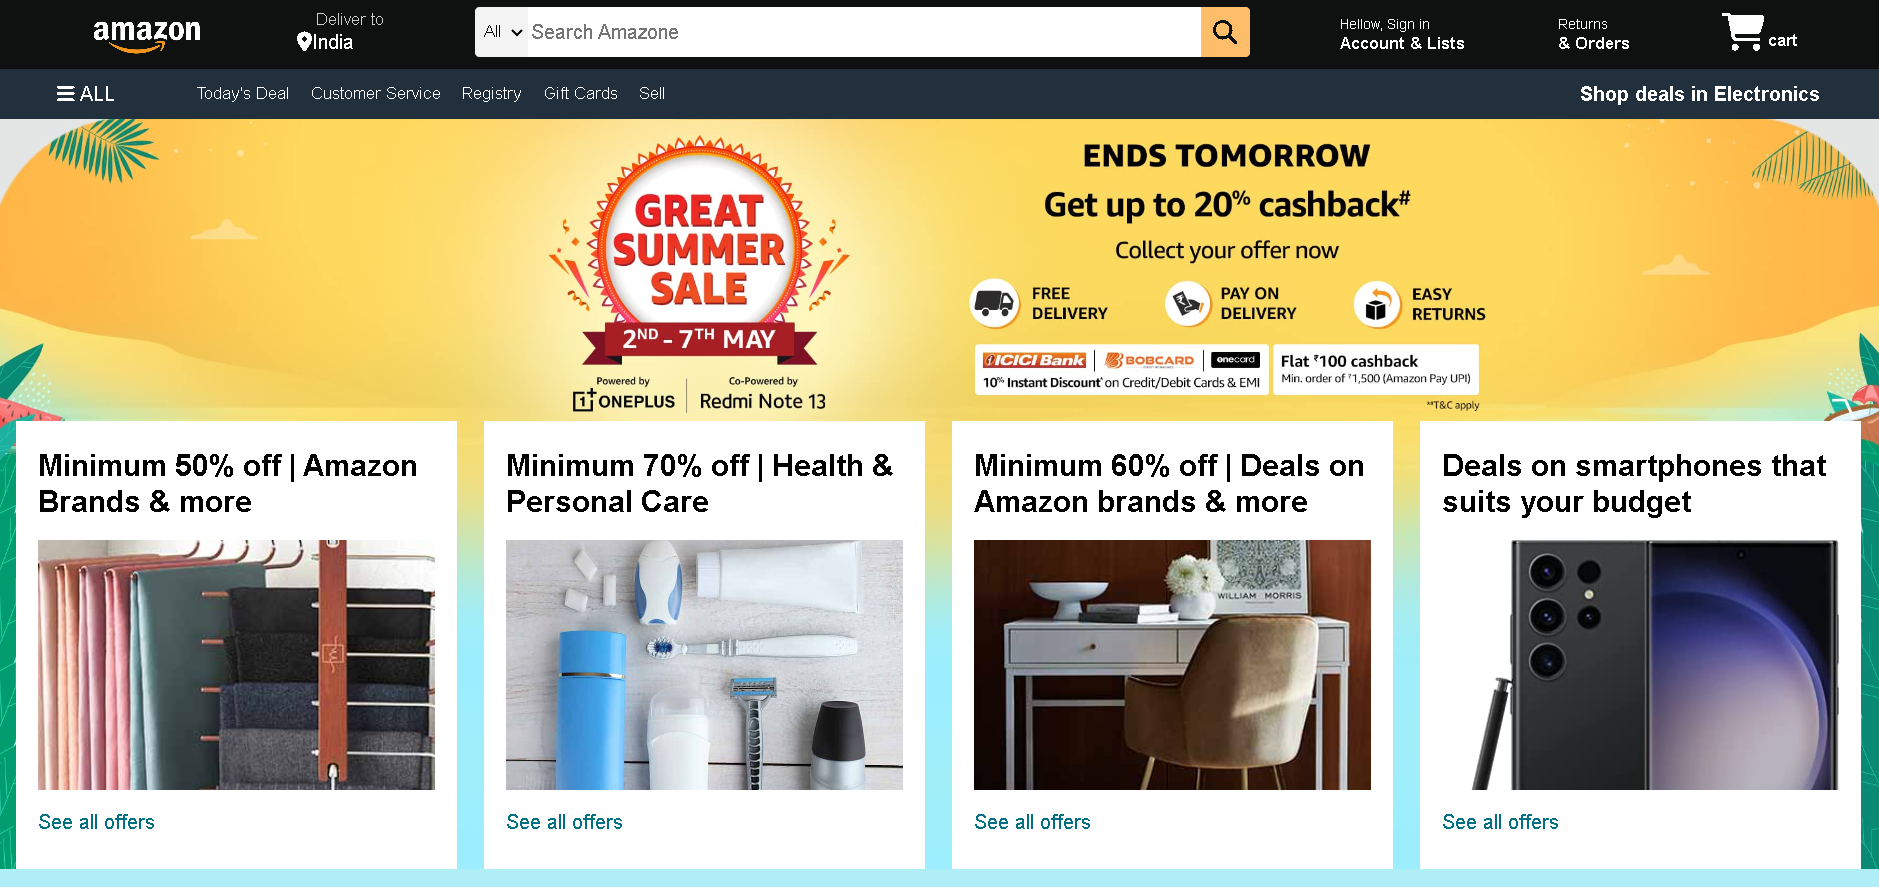 amazon
Deliver to
India
All
Search Amazone
Hellow, Sign in
Account & Lists
Returns
& Orders
cart
ALL
Today's Deal
Customer Service
Registry
Gift Cards
Sell
Shop deals in Electronics
GREAT
SUMMER
SALE
2ND - 7TH MAY
Powered by
ONEPLUS
Co-Powered by
Redmi Note 13
ENDS TOMORROW
Get up to 20% cashback#
Collect your offer now
FREE
DELIVERY
PAY ON
DELIVERY
EASY
RETURNS
ICICI Bank
BOBCARD
onecard
10% Instant Discount* on Credit/Debit Cards & EMI
Flat ₹100 cashback
Min. order of ₹1,500 (Amazon Pay UPI)
**T&C apply
Minimum 50% off | Amazon
Brands & more
See all offers
Minimum 70% off | Health &
Personal Care
See all offers
Minimum 60% off | Deals on
Amazon brands & more
WILLIAM MORRIS
See all offers
Deals on smartphones that
suits your budget
See all offers